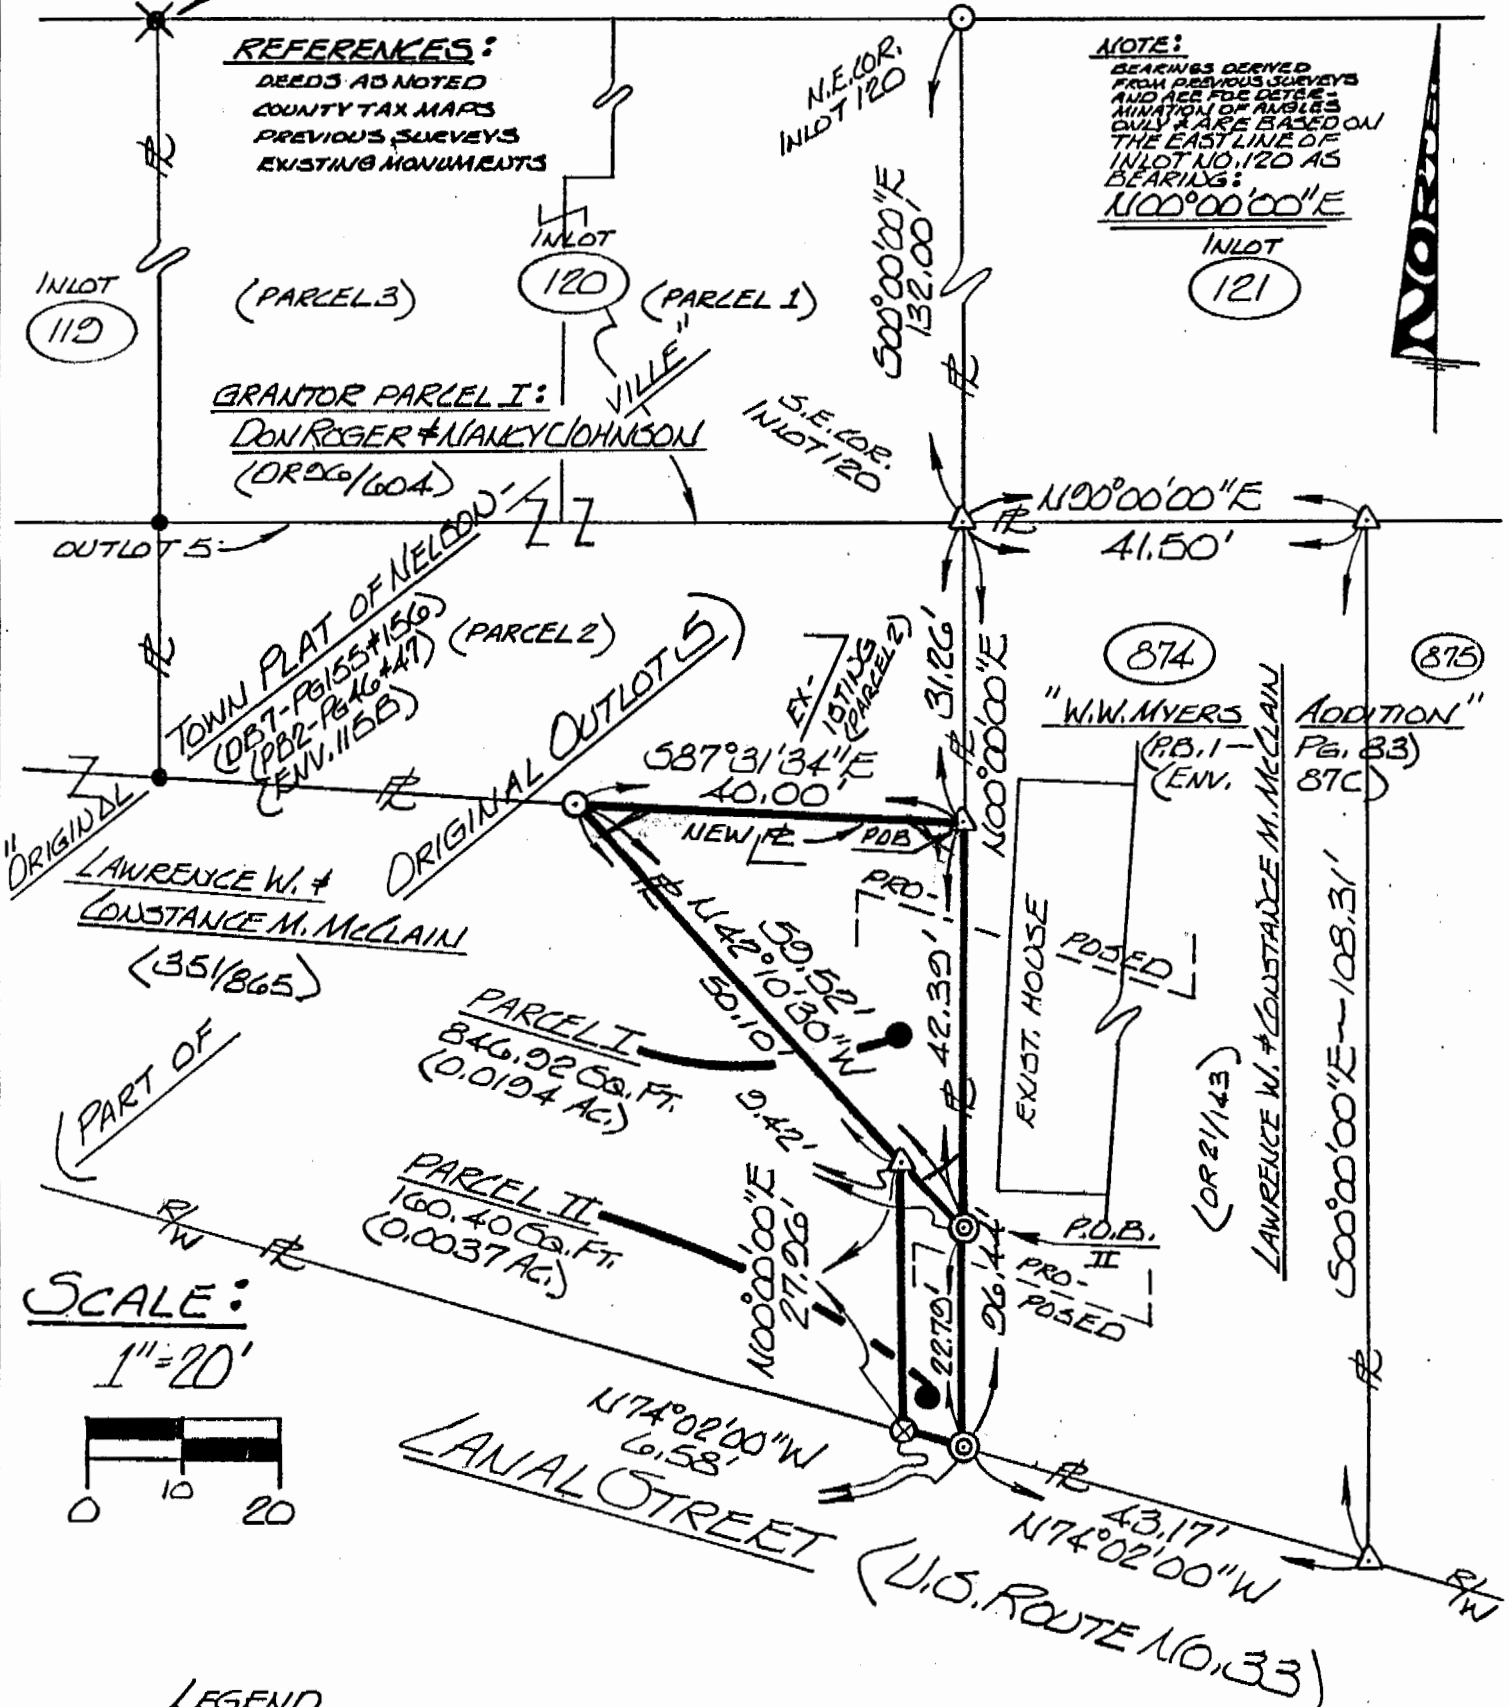 REFERENCES:
DEEDS AS NOTED
COUNTY TAX MAPS
PREVIOUS SURVEYS
EXISTING MONUMENTS
N.E. COR.
INLOT 120
NOTE:
BEARINGS DERIVED
FROM PREVIOUS SURVEYS
AND ARE FOR DETER-
MINATION OF ANGLES
ONLY & ARE BASED ON
THE EAST LINE OF
INLOT NO. 120 AS
BEARING:
N00°00'00"E
NORTH
INLOT
119
INLOT
120
INLOT
121
(PARCEL 3)
(PARCEL 1)
S00°00'00"E
132.00'
VILLE"
GRANTOR PARCEL I:
DON ROGER & NANCY C JOHNSON
(OR96/604)
S.E. COR.
INLOT 120
N90°00'00"E
41.50'
OUTLOT 5
"ORIGINAL TOWN PLAT OF NELSON'
(DB7-PG155&156)
(PB2-PG46&47)
(ENV. 115B)
(PARCEL 2)
(PART OF ORIGINAL OUTLOT 5)
EX-
ISTING
(PARCEL 2)
31.26'
N00°00'00"E
874
875
"W.W. MYERS ADDITION"
(P.B. 1- PG. 83)
(ENV. 87C)
S87°31'34"E
40.00'
NEW PL
POB
LAWRENCE W. &
CONSTANCE M. McCLAIN
(351/865)
PRO-
POSED
59.52'
N42°10'30"W
50.10'
42.39'
EXIST. HOUSE
LAWRENCE W. & CONSTANCE M. McCLAIN
(OR21/143)
S00°00'00"E-108.31'
PARCEL I
846.92 SQ. FT.
(0.0194 AC.)
9.42'
PARCEL II
160.40 SQ. FT.
(0.0037 AC.)
N00°00'00"E
27.96'
22.79'
96.44'
P.O.B.
II
PRO-
POSED
R/W
PL
SCALE:
1"=20'
0 10 20
N74°02'00"W
6.58'
CANAL STREET (U.S. ROUTE NO. 33)
PL
43.17'
N74°02'00"W
R/W
LEGEND